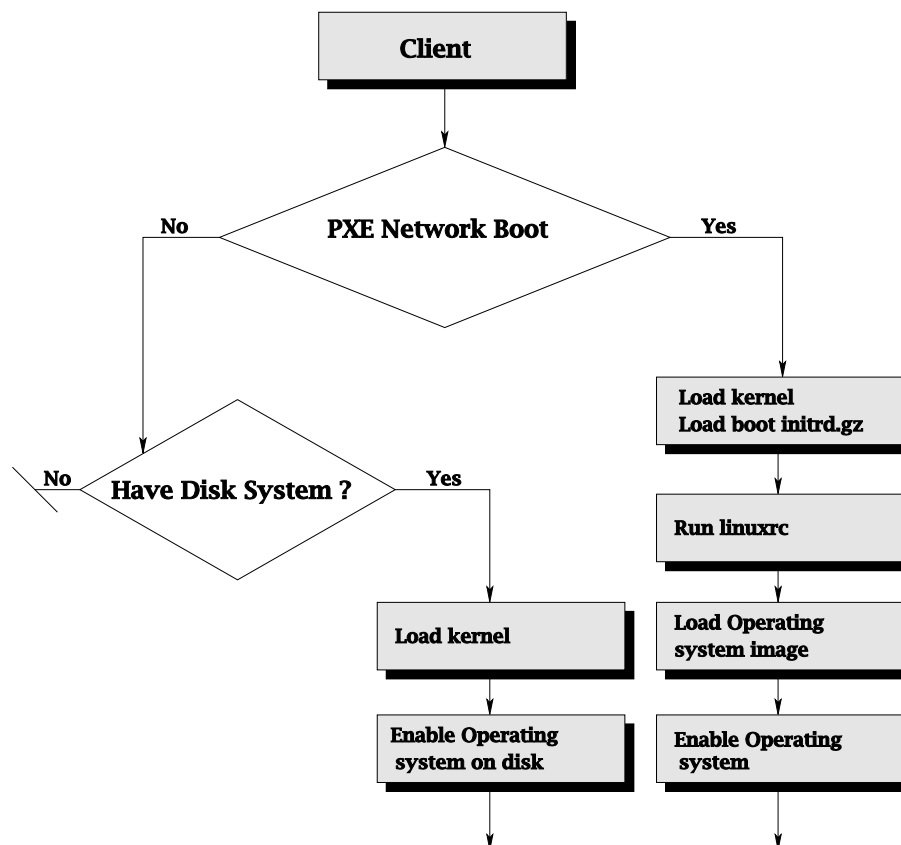 Client
PXE Network Boot
No
Yes
Load kernel
Load boot initrd.gz
No
Have Disk System ?
Yes
Run linuxrc
Load kernel
Load Operating
system image
Enable Operating
system on disk
Enable Operating
system